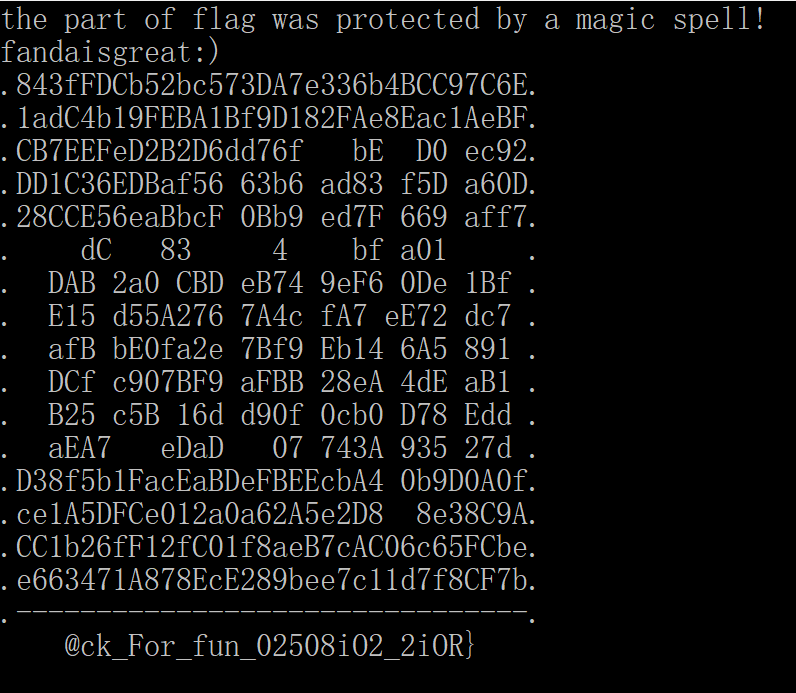 the part of flag was protected by a magic spell!
fandaisgreat:)
.843fFDCb52bc573DA7e336b4BCC97C6E.
.1adC4b19FEBA1Bf9D182FAe8Eac1AeBF.
.CB7EEFeD2B2D6dd76f   bE  D0 ec92.
.DD1C36EDBaf56 63b6 ad83 f5D a60D.
.28CCE56eaBbcF 0Bb9 ed7F 669 aff7.
.    dC   83   4    bf a01     .
.  DAB 2a0 CBD eB74 9eF6 0De 1Bf .
.  E15 d55A276 7A4c fA7 eE72 dc7 .
.  afB bE0fa2e 7Bf9 Eb14 6A5 891 .
.  DCf c907BF9 aFBB 28eA 4dE aB1 .
.  B25 c5B 16d d90f 0cb0 D78 Edd .
.  aEA7   eDaD   07 743A 935 27d .
.D38f5b1FacEaBDeFBEEcbA4 0b9D0A0f.
.ce1A5DFCe012a0a62A5e2D8  8e38C9A.
.CC1b26fF12fC01f8aeB7cAC06c65FCbe.
.e663471A878EcE289bee7c11d7f8CF7b.
.--------------------------------.
    @ck_For_fun_02508iO2_2iOR}